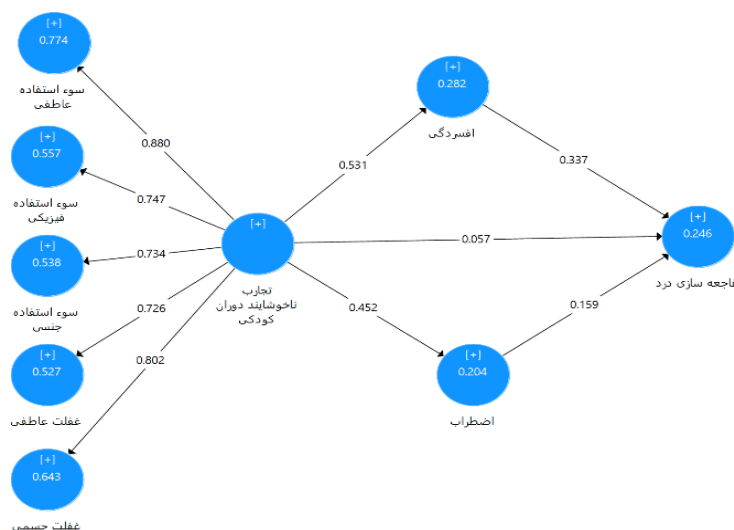 [+]
0.774
سوء استفاده
عاطفی
[+]
0.557
سوء استفاده
فیزیکی
[+]
0.538
سوء استفاده
جنسی
[+]
0.527
غفلت عاطفی
[+]
0.643
غفلت جسمی
0.880
0.747
0.734
0.726
0.802
[+]
تجارب
ناخوشایند دوران
کودکی
0.531
0.057
0.452
[+]
0.282
افسردگی
[+]
0.204
اضطراب
0.337
0.159
[+]
0.246
فاجعه سازی درد